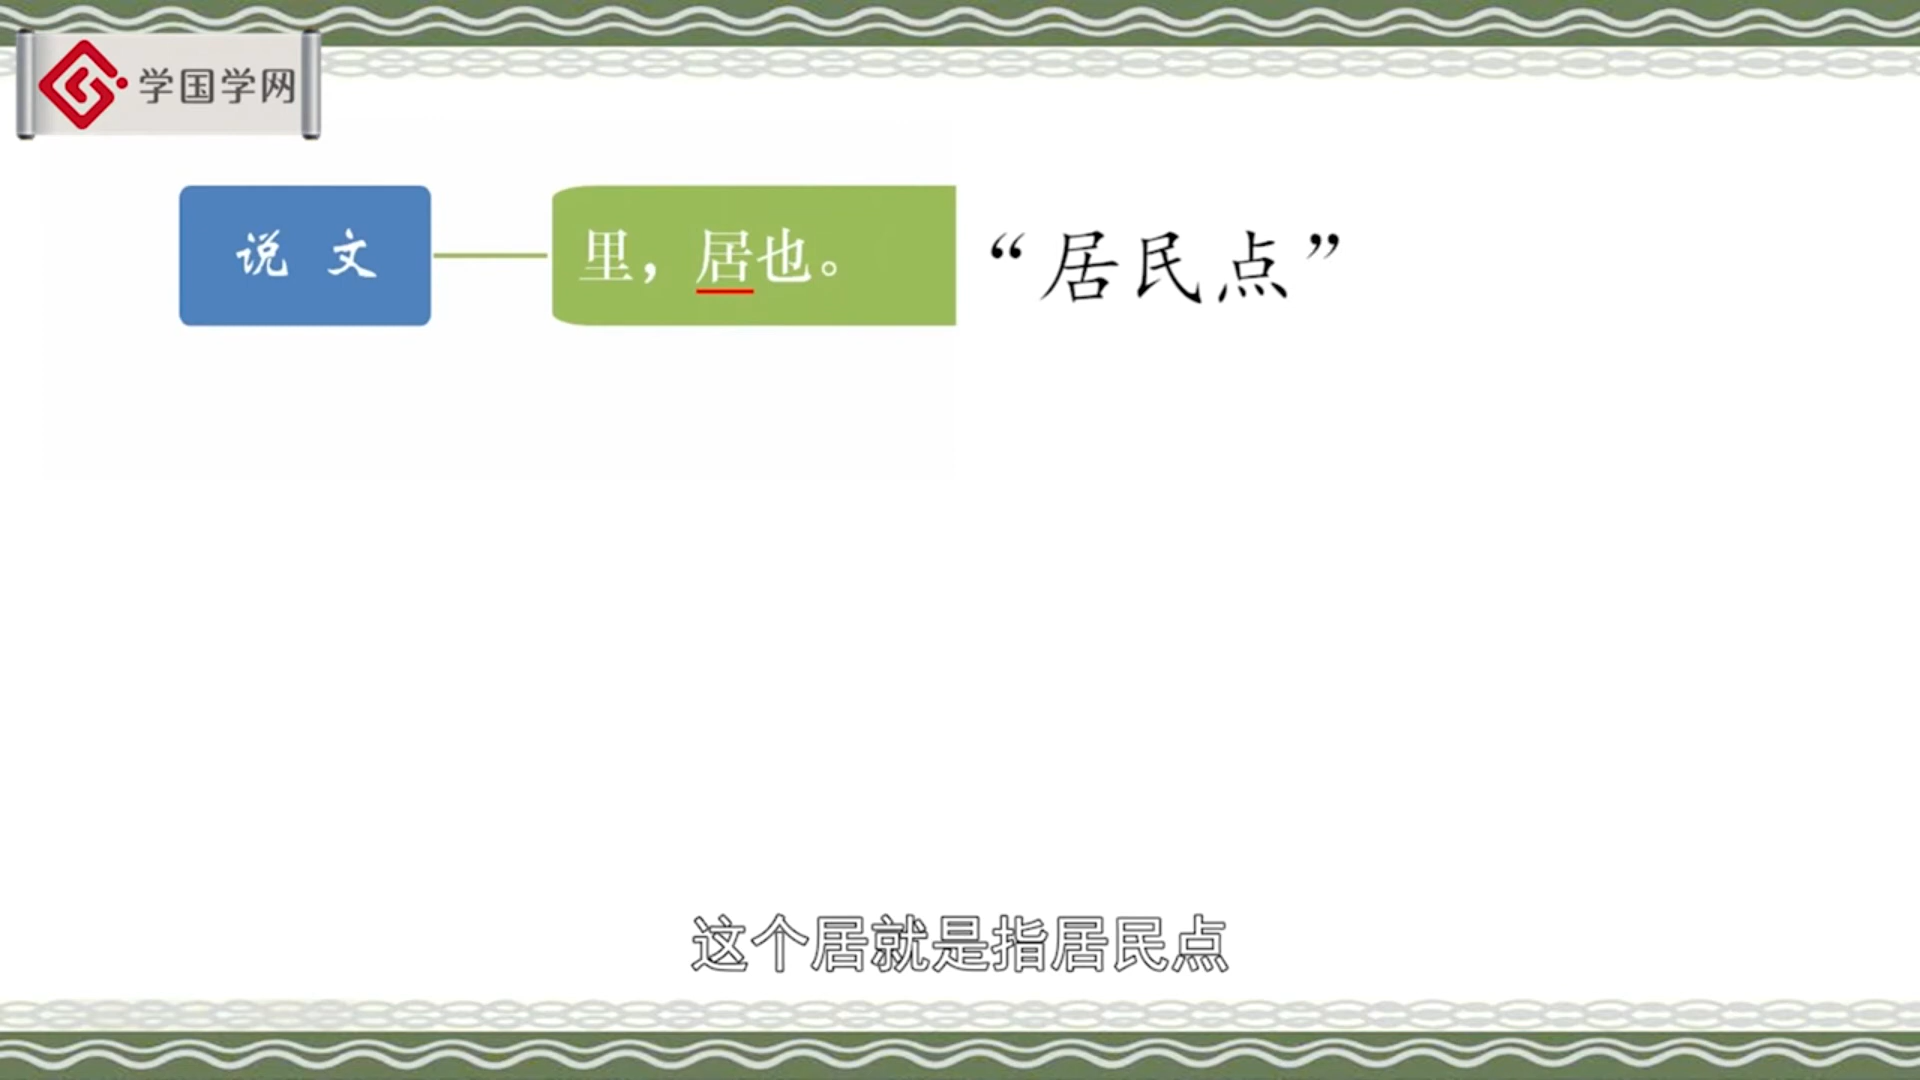 学国学网
说 文
里，居也。
“居民点”
这个居就是指居民点